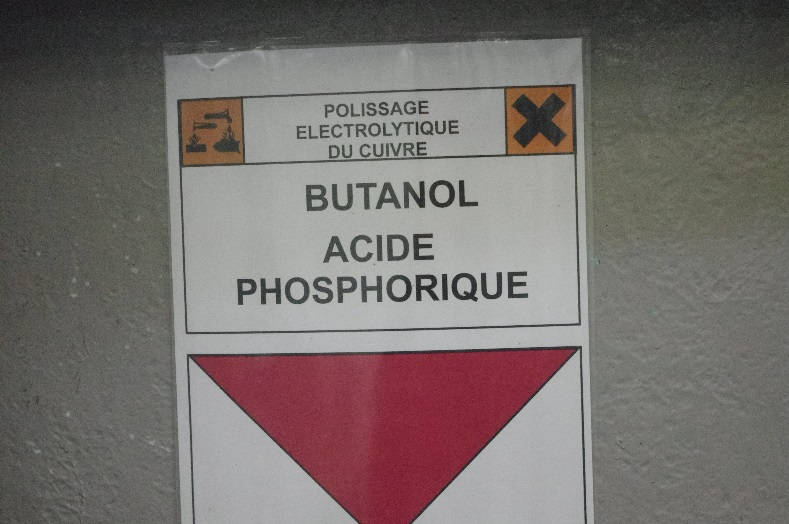 POLISSAGE
ELECTROLYTIQUE
DU CUIVRE
BUTANOL
ACIDE
PHOSPHORIQUE